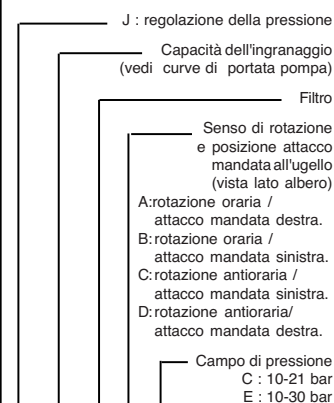 J : regolazione della pressione
Capacità dell'ingranaggio
(vedi curve di portata pompa)
Filtro
Senso di rotazione
e posizione attacco
mandata all'ugello
(vista lato albero)
A:rotazione oraria /
attacco mandata destra.
B:rotazione oraria /
attacco mandata sinistra.
C:rotazione antioraria /
attacco mandata sinistra.
D:rotazione antioraria/
attacco mandata destra.
Campo di pressione
C : 10-21 bar
E : 10-30 bar